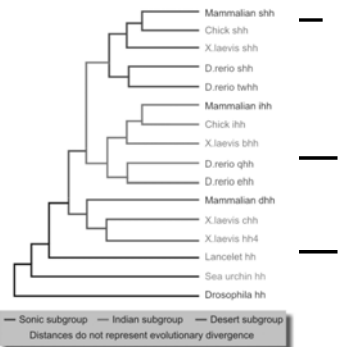 Mammalian shh
Chick shh
X.laevis shh
D.rerio shh
D.rerio twhh
Mammalian ihh
Chick ihh
X.laevis bhh
D.rerio qhh
D.rerio ehh
Mammalian dhh
X.laevis chh
X.laevis hh4
Lancelet hh
Sea urchin hh
Drosophila hh
Sonic subgroup Indian subgroup Desert subgroup
Distances do not represent evolutionary divergence